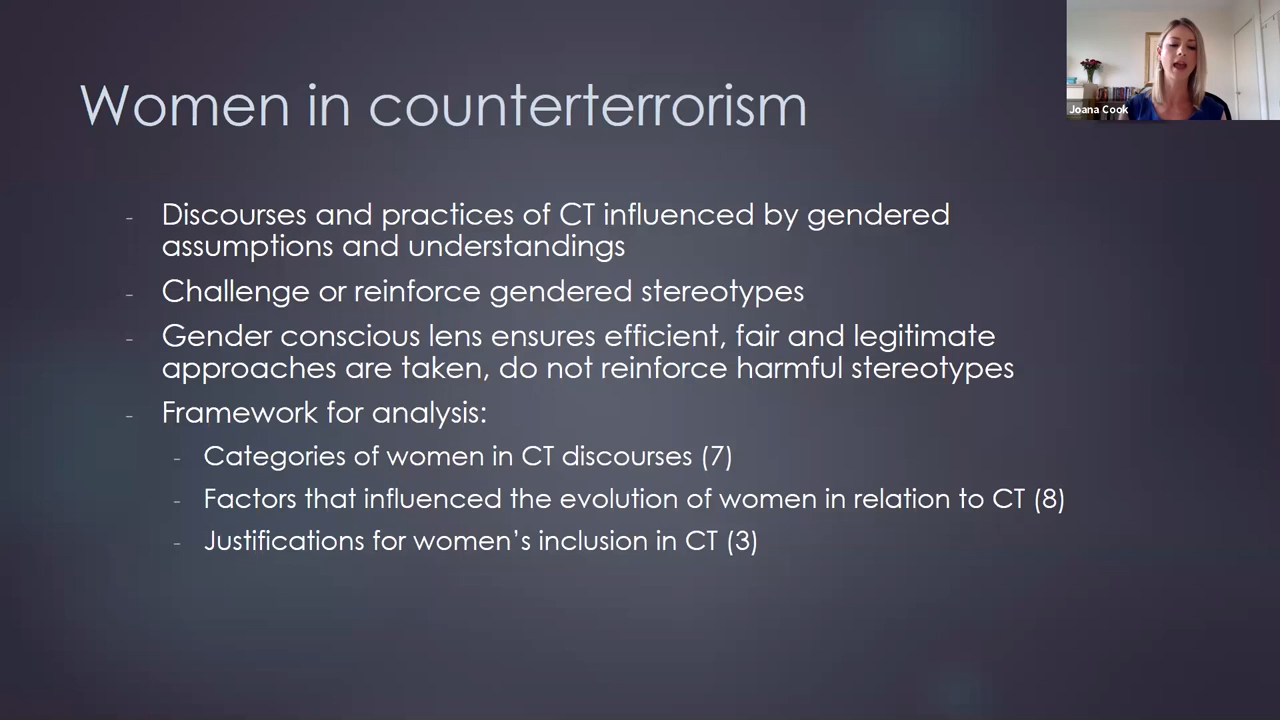 Women in counterterrorism
Joana Cook
- Discourses and practices of CT influenced by gendered
assumptions and understandings
- Challenge or reinforce gendered stereotypes
- Gender conscious lens ensures efficient, fair and legitimate
approaches are taken, do not reinforce harmful stereotypes
- Framework for analysis:
- Categories of women in CT discourses (7)
- Factors that influenced the evolution of women in relation to CT (8)
- Justifications for women’s inclusion in CT (3)